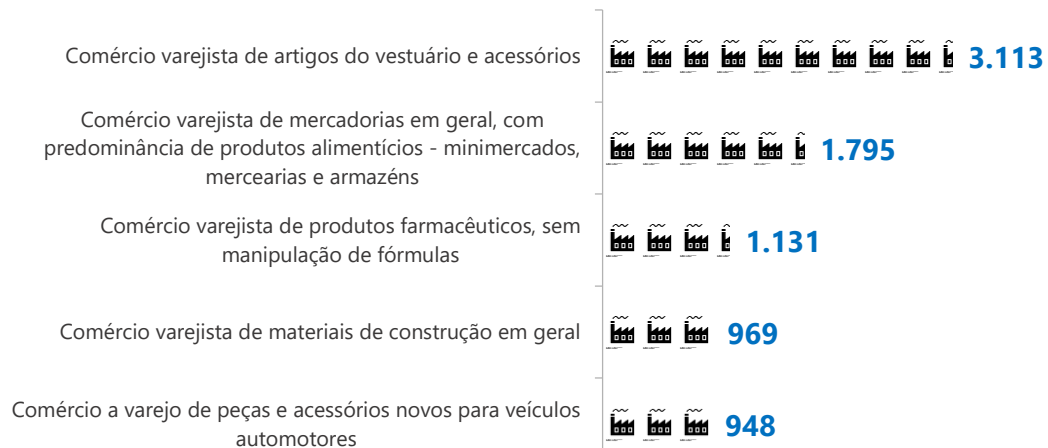 Comércio varejista de artigos do vestuário e acessórios
3.113
Comércio varejista de mercadorias em geral, com
predominância de produtos alimentícios - minimercados,
mercearias e armazéns
1.795
Comércio varejista de produtos farmacêuticos, sem
manipulação de fórmulas
1.131
Comércio varejista de materiais de construção em geral
969
Comércio a varejo de peças e acessórios novos para veículos
automotores
948